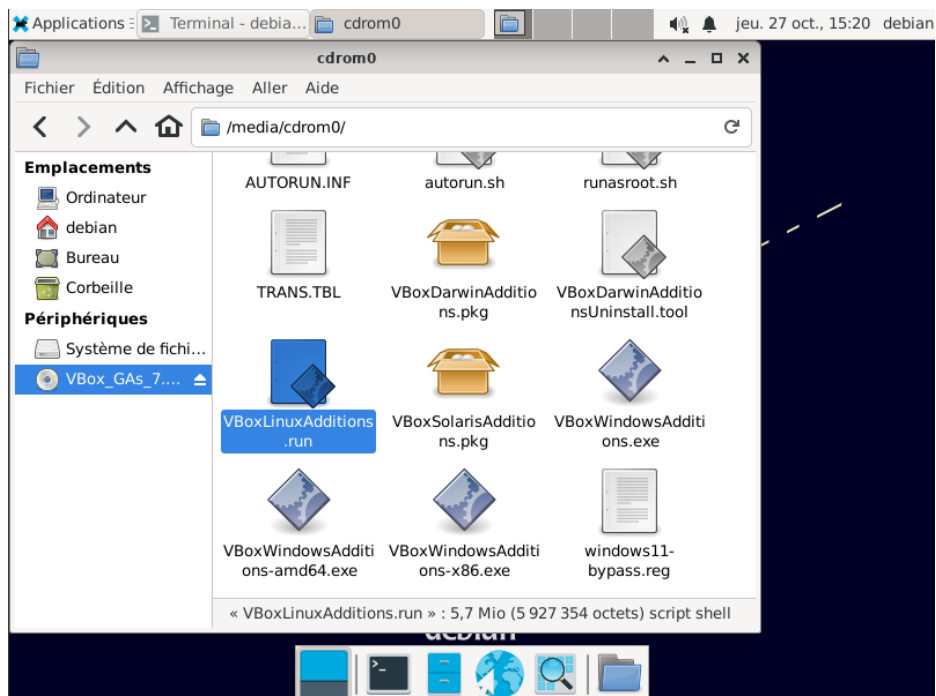 Applications
Terminal - debia...
cdrom0
jeu. 27 oct., 15:20 debian
cdrom0
Fichier Édition Affichage Aller Aide
/media/cdrom0/
Emplacements
Ordinateur
debian
Bureau
Corbeille
Périphériques
Système de fichi...
VBox_GAs_7....
AUTORUN.INF
autorun.sh
runasroot.sh
TRANS.TBL
VBoxDarwinAdditio
ns.pkg
VBoxDarwinAdditio
nsUninstall.tool
VBoxLinuxAdditions
.run
VBoxSolarisAdditio
ns.pkg
VBoxWindowsAdditi
ons.exe
VBoxWindowsAdditi
ons-amd64.exe
VBoxWindowsAdditi
ons-x86.exe
windows11-
bypass.reg
« VBoxLinuxAdditions.run » : 5,7 Mio (5 927 354 octets) script shell
debian